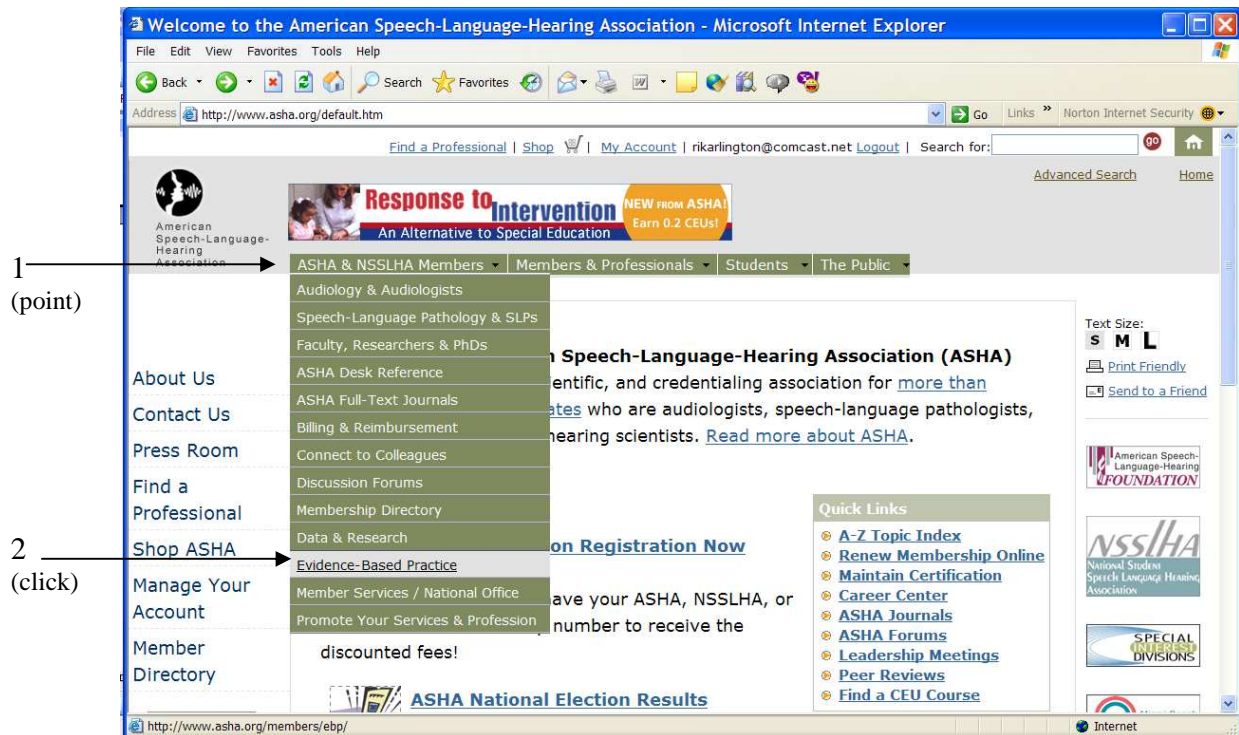 Welcome to the American Speech-Language-Hearing Association - Microsoft Internet Explorer
File Edit View Favorites Tools Help
Back Search Favorites
Address http://www.asha.org/default.htm Go Links » Norton Internet Security
Find a Professional | Shop | My Account | rikarlington@comcast.net Logout | Search for: go
Advanced Search Home
American
Speech-Language-
Hearing
Association
Response to Intervention
An Alternative to Special Education
NEW FROM ASHA!
Earn 0.2 CEUs!
1
(point)
ASHA & NSSLHA Members Members & Professionals Students The Public
Audiology & Audiologists
Speech-Language Pathology & SLPs
Faculty, Researchers & PhDs
ASHA Desk Reference
ASHA Full-Text Journals
Billing & Reimbursement
Connect to Colleagues
Discussion Forums
Membership Directory
Data & Research
Evidence-Based Practice
Member Services / National Office
Promote Your Services & Profession
2
(click)
About Us
Contact Us
Press Room
Find a
Professional
Shop ASHA
Manage Your
Account
Member
Directory
Speech-Language-Hearing Association (ASHA)
entific, and credentialing association for more than
ates who are audiologists, speech-language pathologists,
hearing scientists. Read more about ASHA.
on Registration Now
ave your ASHA, NSSLHA, or
number to receive the
discounted fees!
ASHA National Election Results
Quick Links
A-Z Topic Index
Renew Membership Online
Maintain Certification
Career Center
ASHA Journals
ASHA Forums
Leadership Meetings
Peer Reviews
Find a CEU Course
Text Size:
S M L
Print Friendly
Send to a Friend
American Speech-
Language-Hearing
FOUNDATION
NSSLHA
National Student
Speech Language Hearing
Association
SPECIAL
INTEREST
DIVISIONS
http://www.asha.org/members/ebp/ Internet